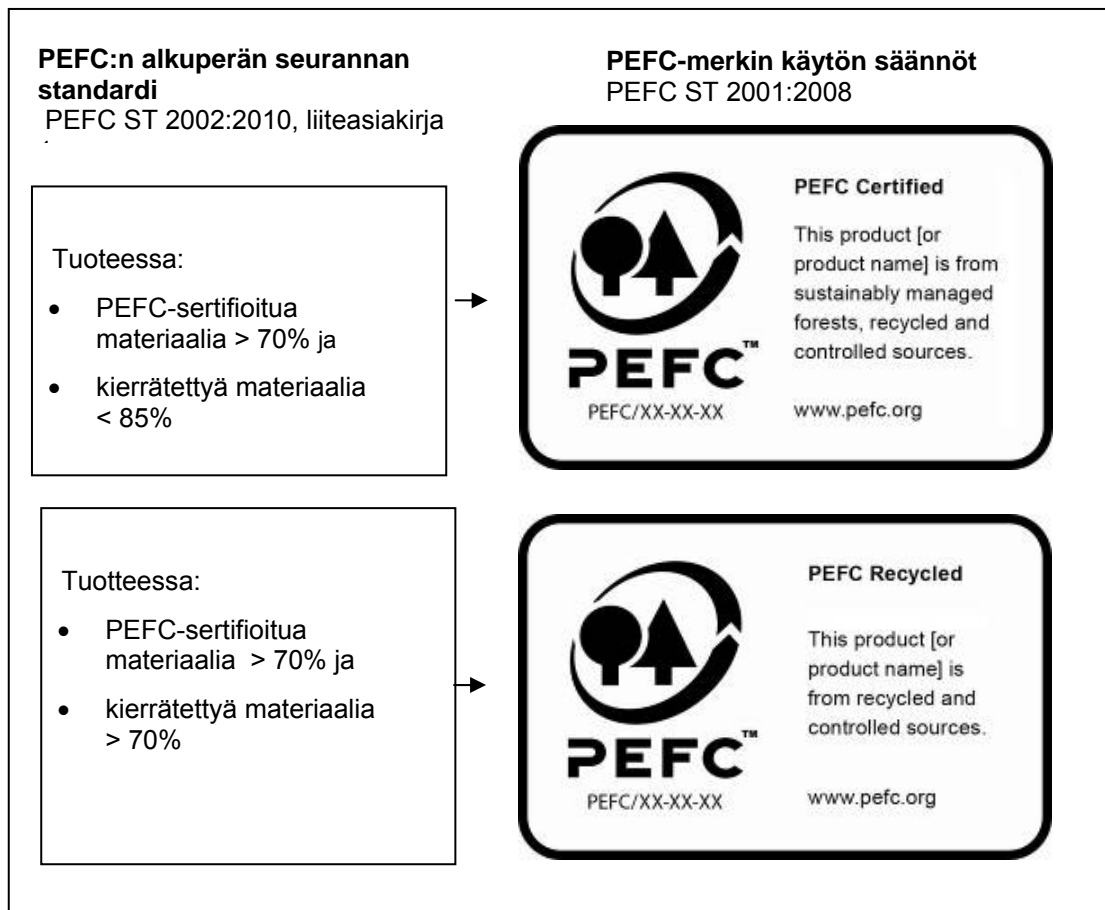 PEFC:n alkuperän seurannan
standardi
PEFC ST 2002:2010, liiteasiakirja
PEFC-merkin käytön säännöt
PEFC ST 2001:2008
Tuoteessa:
• PEFC-sertifioitua
materiaalia > 70% ja
• kierrätettyä materiaalia
< 85%
PEFC™
PEFC/XX-XX-XX
PEFC Certified
This product [or
product name] is from
sustainably managed
forests, recycled and
controlled sources.
www.pefc.org
Tuotteessa:
• PEFC-sertifioitua
materiaalia > 70% ja
• kierrätettyä materiaalia
> 70%
PEFC™
PEFC/XX-XX-XX
PEFC Recycled
This product [or
product name] is
from recycled and
controlled sources.
www.pefc.org